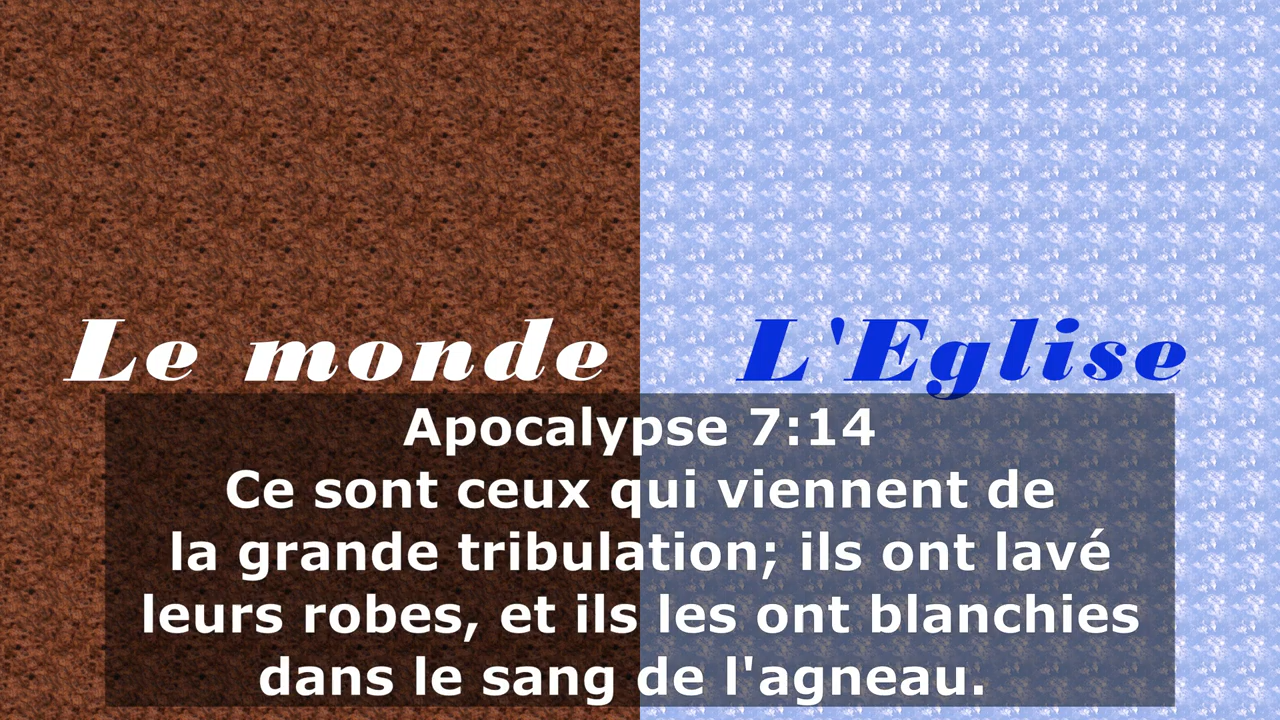 Le monde
L'Eglise
Apocalypse 7:14
Ce sont ceux qui viennent de
la grande tribulation; ils ont lavé
leurs robes, et ils les ont blanchies
dans le sang de l'agneau.